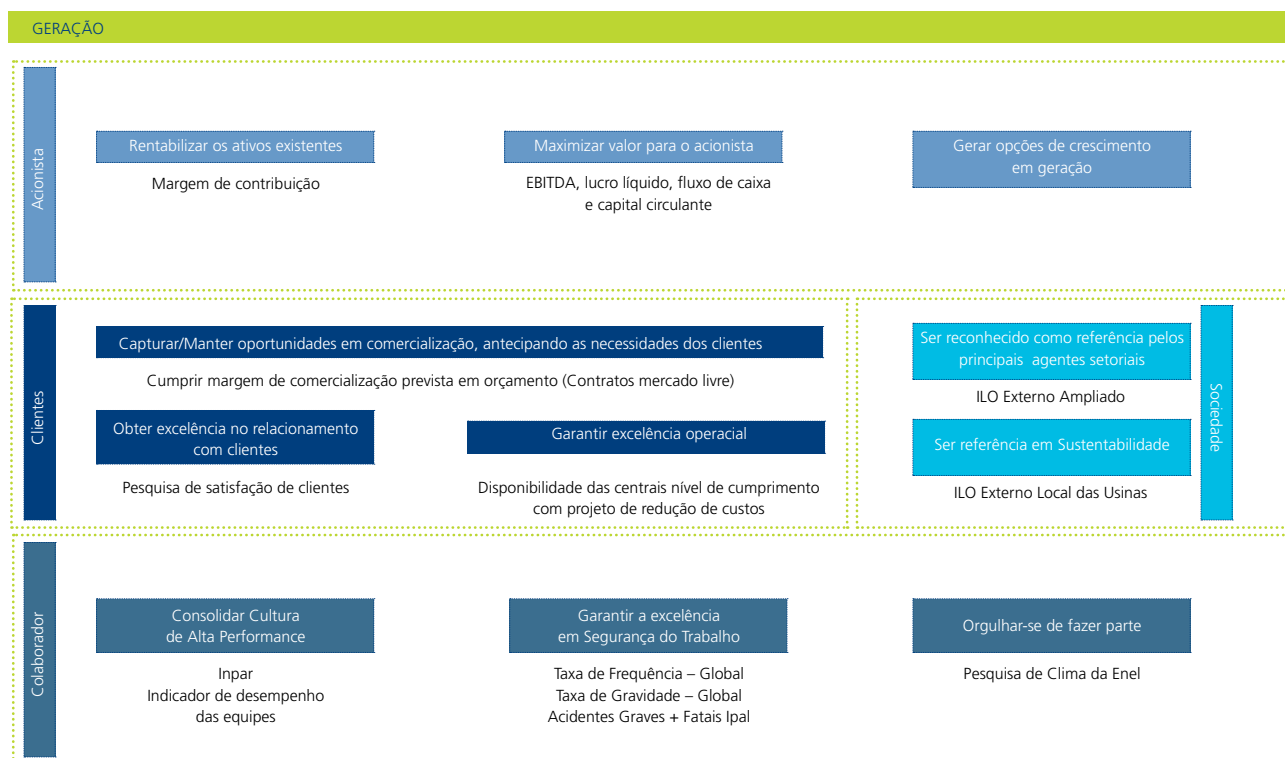 GERAÇÃO
Acionista
Rentabilizar os ativos existentes
Margem de contribuição
Maximizar valor para o acionista
EBITDA, lucro líquido, fluxo de caixa
e capital circulante
Gerar opções de crescimento
em geração
Clientes
Capturar/Manter oportunidades em comercialização, antecipando as necessidades dos clientes
Cumprir margem de comercialização prevista em orçamento (Contratos mercado livre)
Obter excelência no relacionamento
com clientes
Pesquisa de satisfação de clientes
Garantir excelência operacial
Disponibilidade das centrais nível de cumprimento
com projeto de redução de custos
Ser reconhecido como referência pelos
principais agentes setoriais
ILO Externo Ampliado
Ser referência em Sustentabilidade
ILO Externo Local das Usinas
Sociedade
Colaborador
Consolidar Cultura
de Alta Performance
Inpar
Indicador de desempenho
das equipes
Garantir a excelência
em Segurança do Trabalho
Taxa de Frequência – Global
Taxa de Gravidade – Global
Acidentes Graves + Fatais Ipal
Orgulhar-se de fazer parte
Pesquisa de Clima da Enel